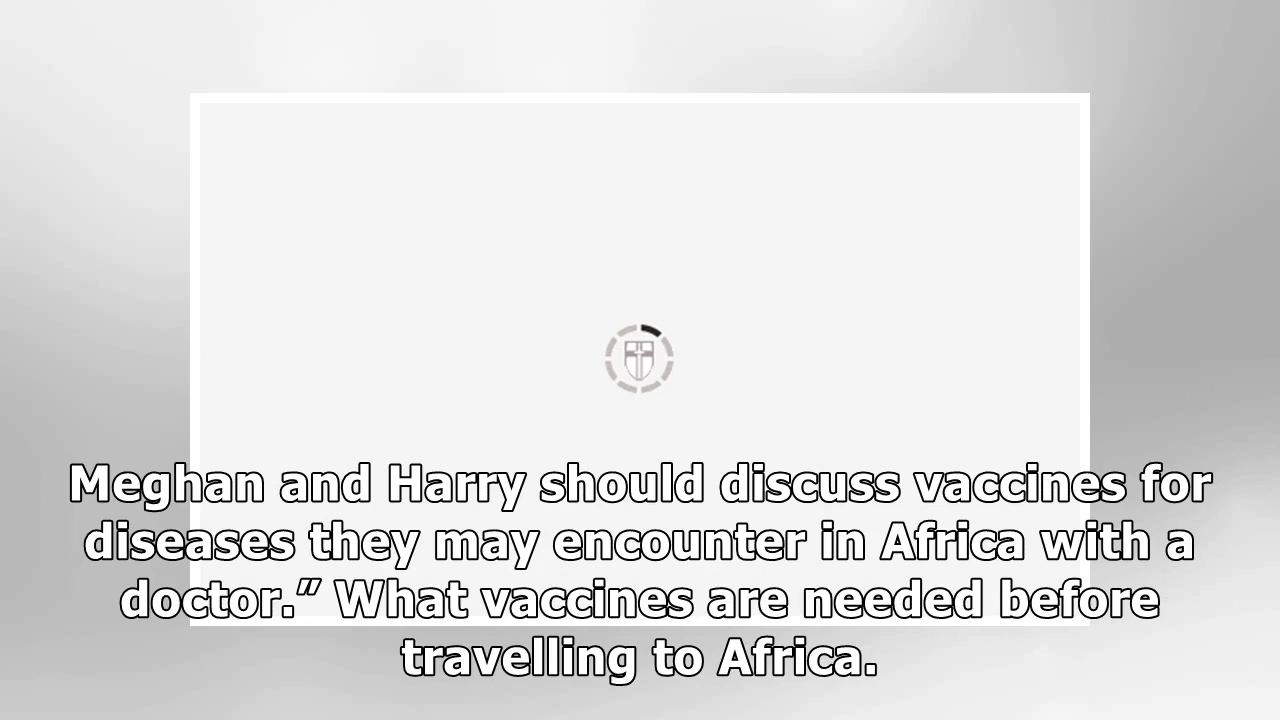 Meghan and Harry should discuss vaccines for
diseases they may encounter in Africa with a
doctor.” What vaccines are needed before
travelling to Africa.